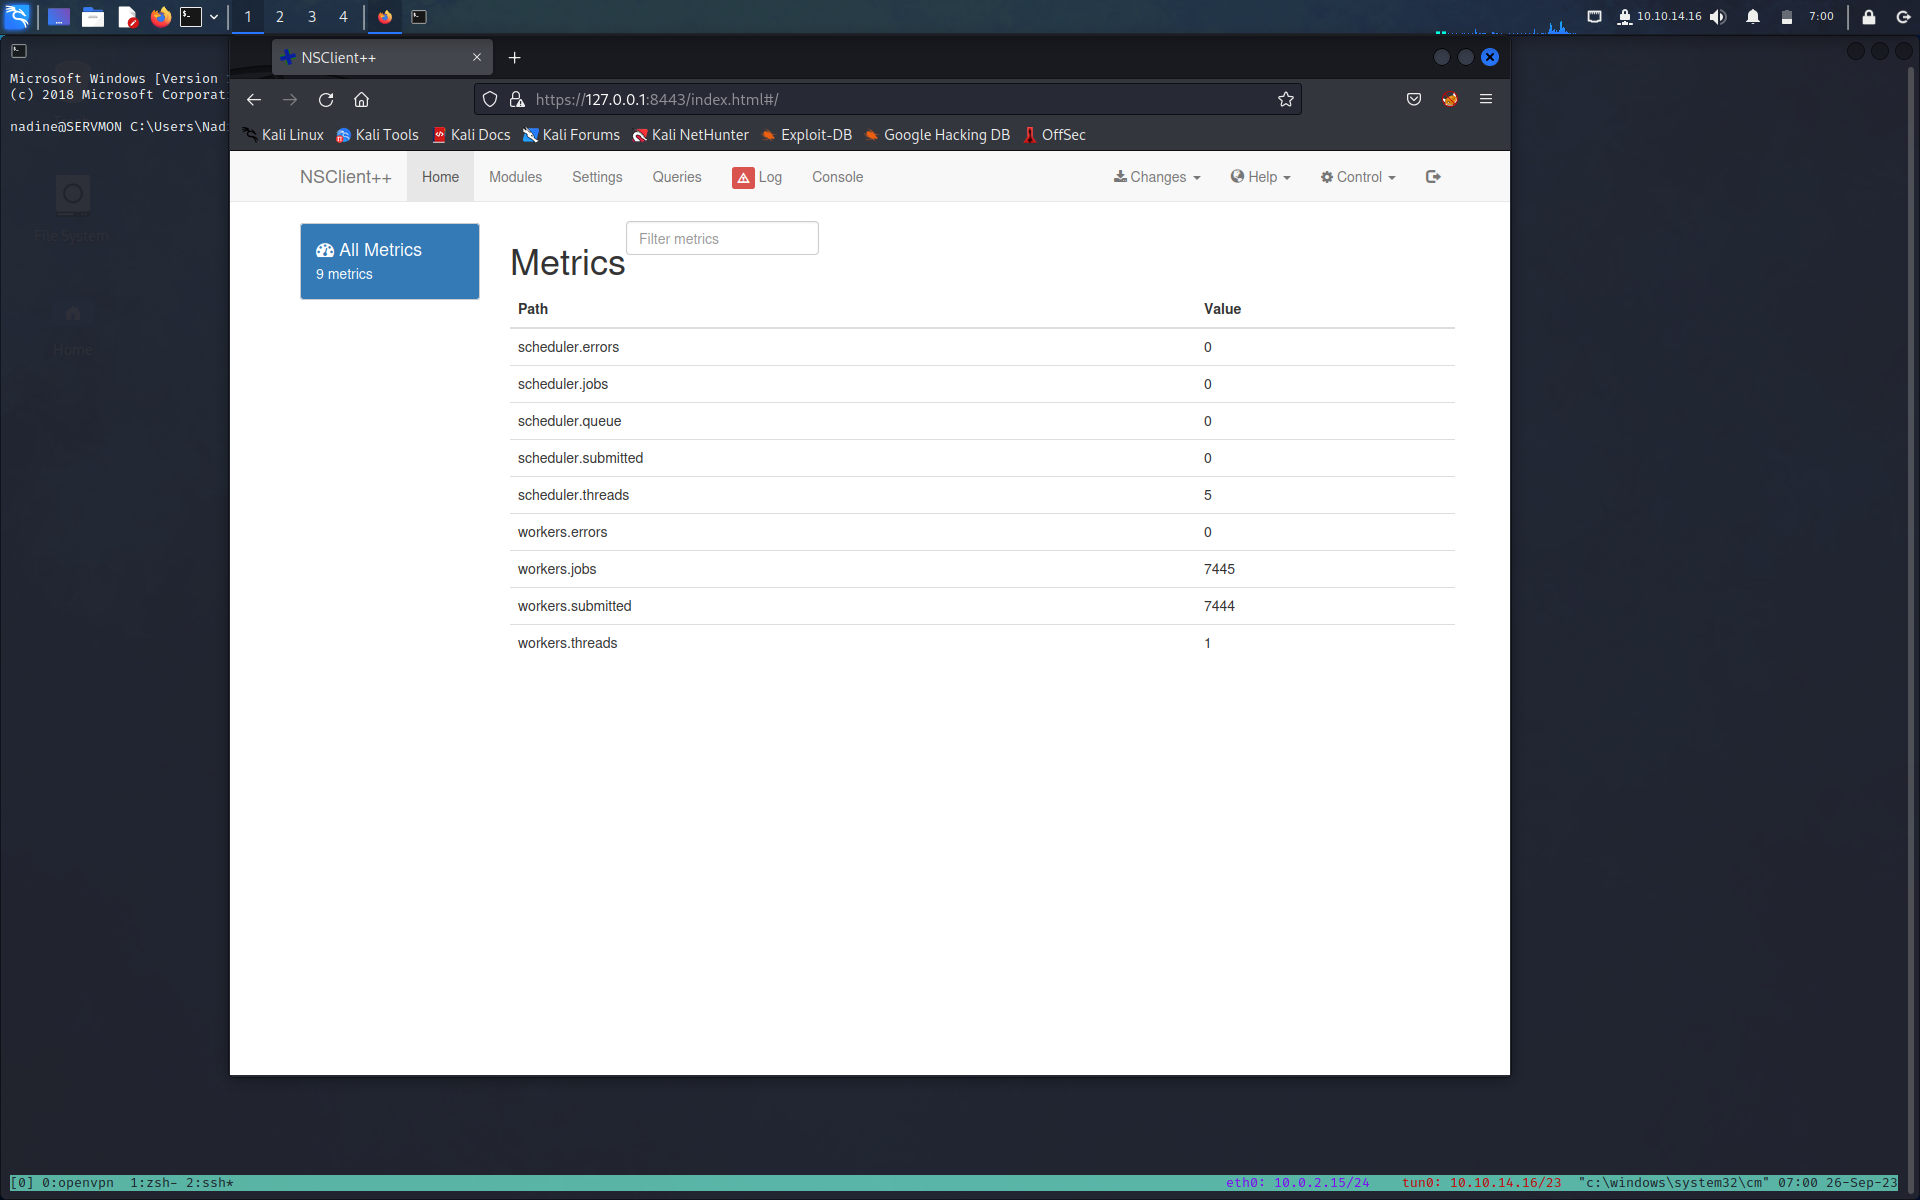 1 2 3 4 10.10.14.16 7:00
NSClient++
Microsoft Windows [Version
(c) 2018 Microsoft Corporati
nadine@SERVMON C:\Users\Nad
https://127.0.0.1:8443/index.html#/
Kali Linux Kali Tools Kali Docs Kali Forums Kali NetHunter Exploit-DB Google Hacking DB OffSec
NSClient++ Home Modules Settings Queries Log Console Changes Help Control
File System
Home
All Metrics
9 metrics
Filter metrics
Metrics
Path Value
scheduler.errors 0
scheduler.jobs 0
scheduler.queue 0
scheduler.submitted 0
scheduler.threads 5
workers.errors 0
workers.jobs 7445
workers.submitted 7444
workers.threads 1
[0] 0:openvpn 1:zsh- 2:ssh* eth0: 10.0.2.15/24 tun0: 10.10.14.16/23 "c:\windows\system32\cm" 07:00 26-Sep-23